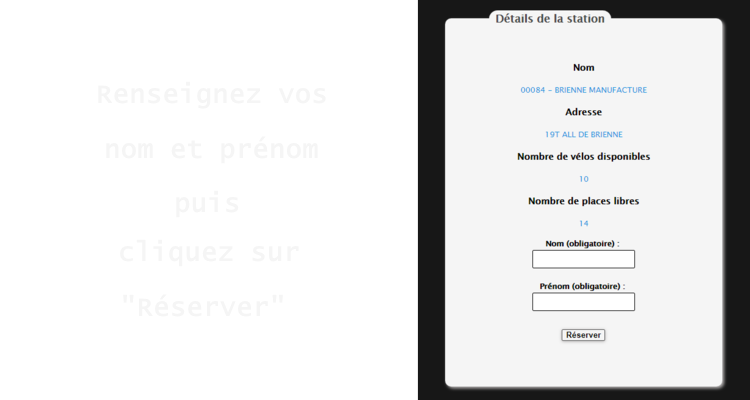 Renseignez vos
nom et prénom
puis
cliquez sur
"Réserver"
Détails de la station
Nom
00084 - BRIENNE MANUFACTURE
Adresse
19T ALL DE BRIENNE
Nombre de vélos disponibles
10
Nombre de places libres
14
Nom (obligatoire) :
Prénom (obligatoire) :
Réserver